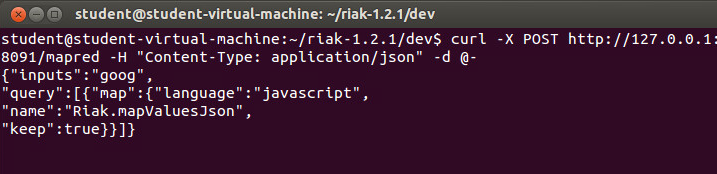 student@student-virtual-machine: ~/riak-1.2.1/dev
student@student-virtual-machine:~/riak-1.2.1/dev$ curl -X POST http://127.0.0.1:
8091/mapred -H "Content-Type: application/json" -d @-
{"inputs":"goog",
"query":[{"map":{"language":"javascript",
"name":"Riak.mapValuesJson",
"keep":true}}]}